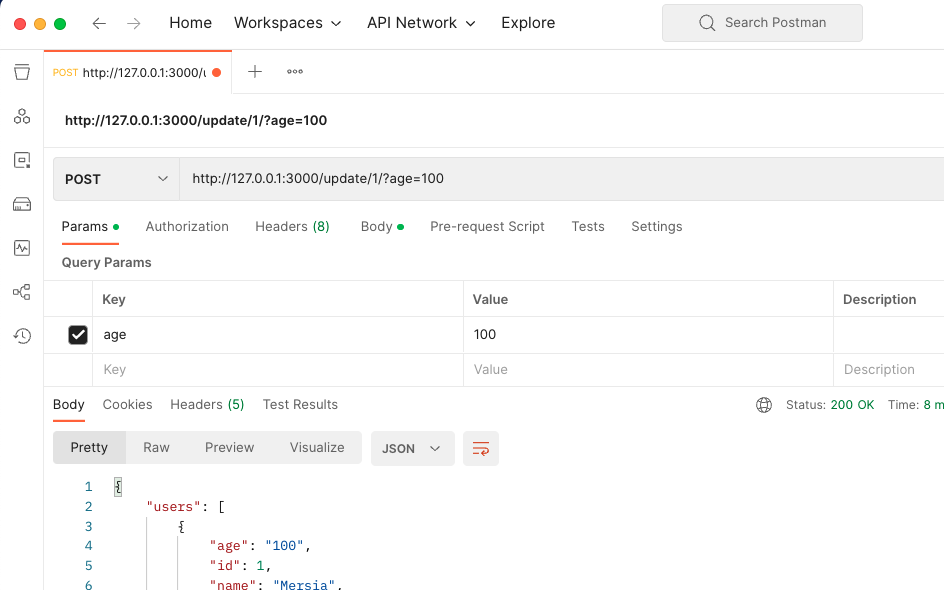 Home Workspaces API Network Explore Search Postman
POST http://127.0.0.1:3000/u
http://127.0.0.1:3000/update/1/?age=100
POST http://127.0.0.1:3000/update/1/?age=100
Params Authorization Headers (8) Body Pre-request Script Tests Settings
Query Params
Key Value Description
age 100
Key Value Description
Body Cookies Headers (5) Test Results Status: 200 OK Time: 8 m
Pretty Raw Preview Visualize JSON
1 {
2 "users": [
3 {
4 "age": "100",
5 "id": 1,
6 "name": "Mersia",